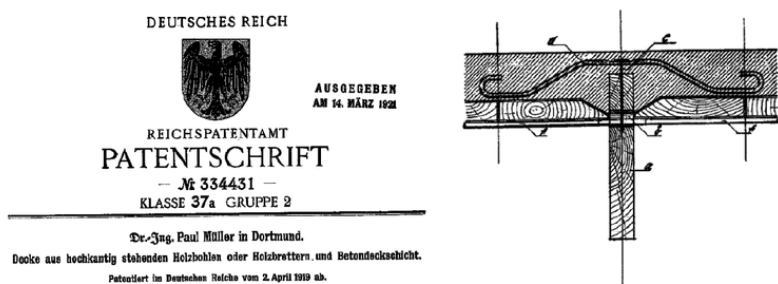 DEUTSCHES REICH
AUSGEGEBEN
AM 14. MÄRZ 1921
REICHSPATENTAMT
PATENTSCHRIFT
— № 334431 —
KLASSE 37a GRUPPE 2
Dr.-Jng. Paul Müller in Dortmund.
Decke aus hochkantig stehenden Holzbohlen oder Holzbrettern und Betondeckschicht.
Patentiert im Deutschen Reiche vom 2. April 1919 ab.
d c
a